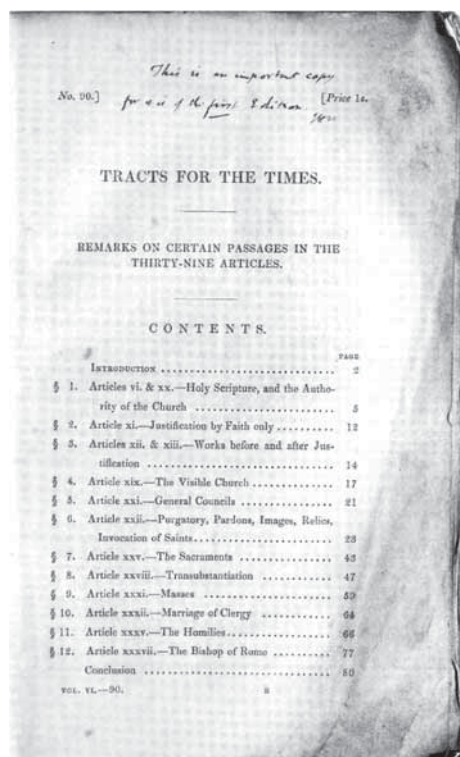 This is an important copy
No. 90.] for it is of the first Edition [Price 1s.
TRACTS FOR THE TIMES.
REMARKS ON CERTAIN PASSAGES IN THE
THIRTY-NINE ARTICLES.
CONTENTS.
PAGE
INTRODUCTION .............................. 2
§ 1. Articles vi. & xx.—Holy Scripture, and the Autho-
rity of the Church ........................ 5
§ 2. Article xi.—Justification by Faith only .......... 12
§ 3. Articles xii. & xiii.—Works before and after Jus-
tification ................................ 14
§ 4. Article xix.—The Visible Church .............. 17
§ 5. Article xxi.—General Councils ................ 21
§ 6. Article xxii.—Purgatory, Pardons, Images, Relics,
Invocation of Saints........................ 23
§ 7. Article xxv.—The Sacraments ................ 43
§ 8. Article xxviii.—Transubstantiation ............ 47
§ 9. Article xxxi.—Masses ...................... 59
§ 10. Article xxxii.—Marriage of Clergy ............ 64
§ 11. Article xxxv.—The Homilies.................. 66
§ 12. Article xxxvii.—The Bishop of Rome .......... 77
Conclusion ................................ 80
VOL. VI.—90. B